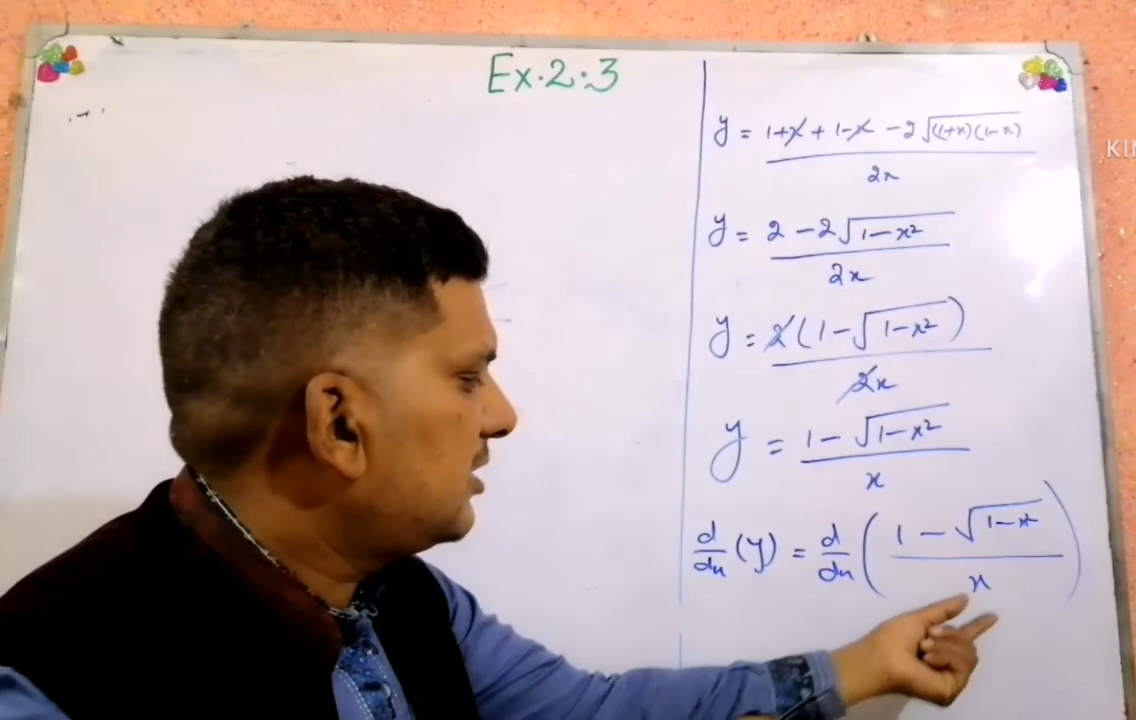 Ex. 2.3
y = 1+x + 1-x - 2√(1+x)(1-x) / 2x
y = 2 - 2√1-x² / 2x
y = 2(1-√1-x²) / 2x
y = 1 - √1-x² / x
d/dx (y) = d/dx (1 - √1-x² / x)
KIN